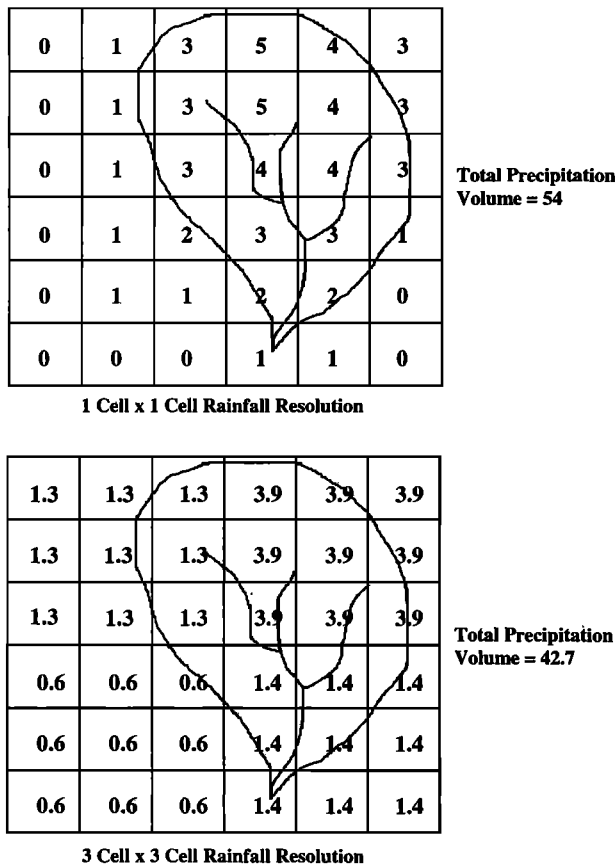 0 1 3 5 4 3
0 1 3 5 4 3
0 1 3 4 4 3
Total Precipitation
Volume = 54
0 1 2 3 3 1
0 1 1 2 2 0
0 0 0 1 1 0
1 Cell x 1 Cell Rainfall Resolution
1.3 1.3 1.3 3.9 3.9 3.9
1.3 1.3 1.3 3.9 3.9 3.9
1.3 1.3 1.3 3.9 3.9 3.9
Total Precipitation
Volume = 42.7
0.6 0.6 0.6 1.4 1.4 1.4
0.6 0.6 0.6 1.4 1.4 1.4
0.6 0.6 0.6 1.4 1.4 1.4
3 Cell x 3 Cell Rainfall Resolution